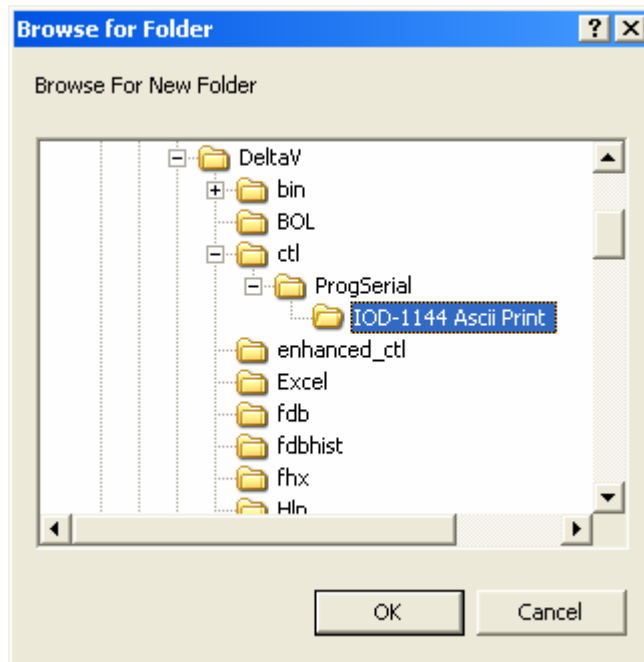 Browse for Folder
Browse For New Folder
DeltaV
bin
BOL
ctl
ProgSerial
IOD-1144 Ascii Print
enhanced_ctl
Excel
fdb
fdbhist
fhx
OK Cancel